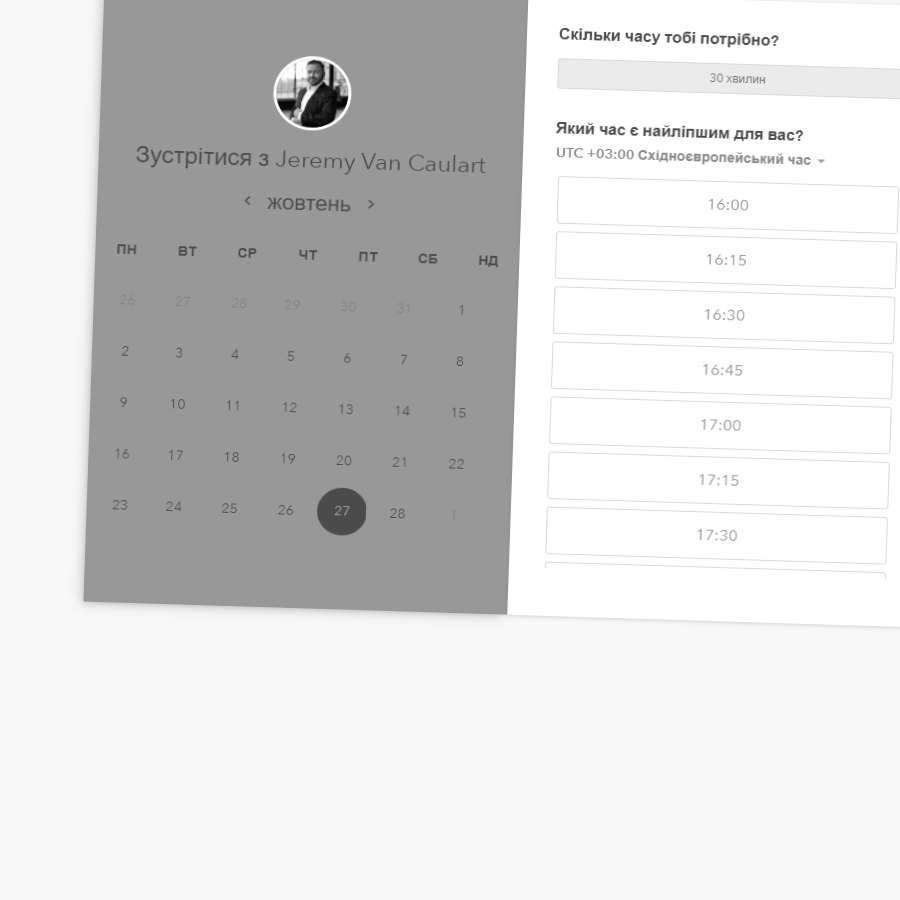 Зустрітися з Jeremy Van Caulart
жовтень
ПН ВТ СР ЧТ ПТ СБ НД
26 27 28 29 30 31 1
2 3 4 5 6 7 8
9 10 11 12 13 14 15
16 17 18 19 20 21 22
23 24 25 26 27 28 1
Скільки часу тобі потрібно?
30 хвилин
Який час є найліпшим для вас?
UTC +03:00 Східноєвропейський час
16:00
16:15
16:30
16:45
17:00
17:15
17:30